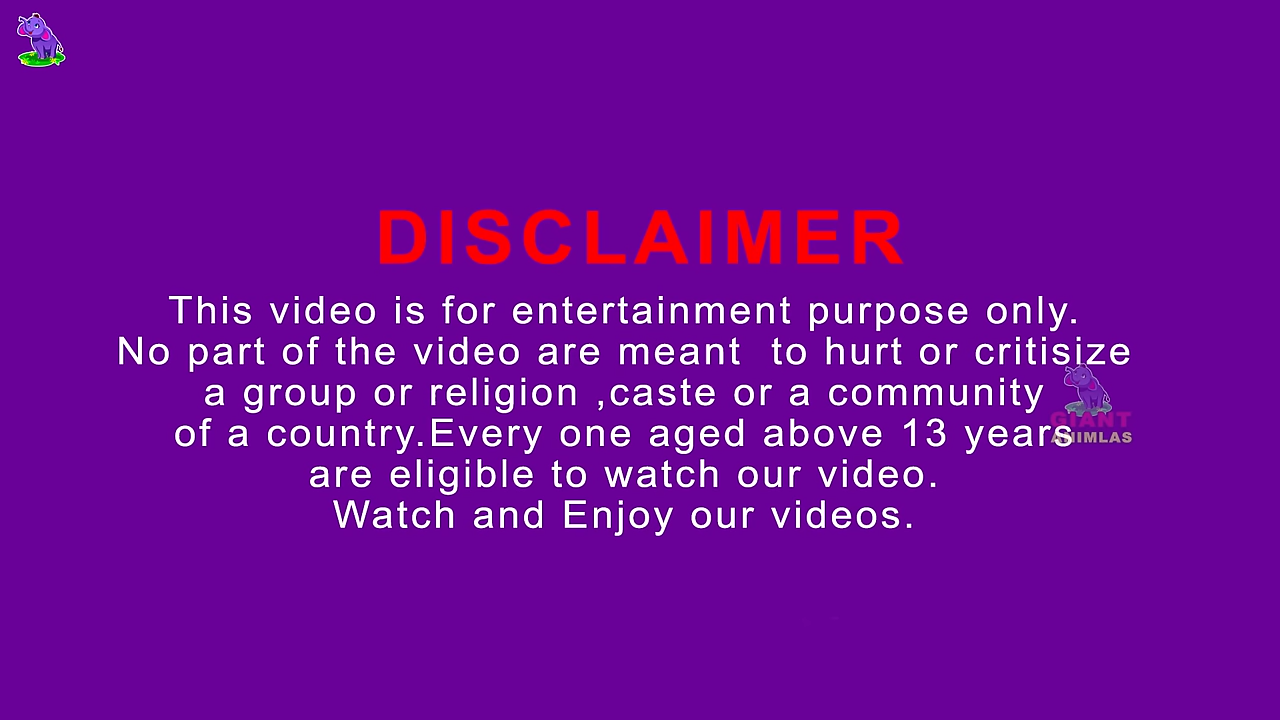 DISCLAIMER
This video is for entertainment purpose only.
No part of the video are meant  to hurt or critisize
a group or religion ,caste or a community
of a country.Every one aged above 13 years
are eligible to watch our video.
Watch and Enjoy our videos.
GIANT
ANIMLAS